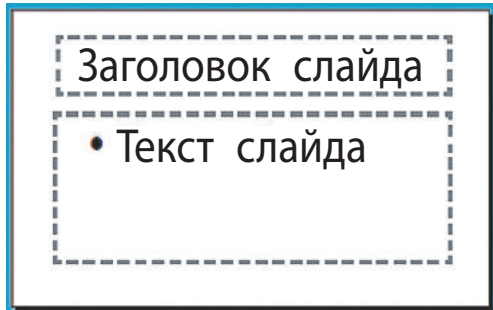 Заголовок слайда
• Текст слайда